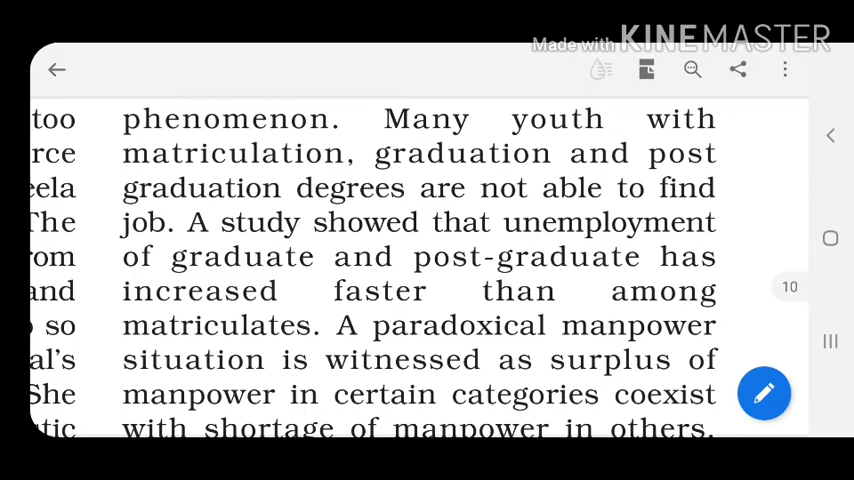 Made with KINEMASTER
too
rce
eela
The
rom
and
so
al's
She
tic
phenomenon. Many youth with
matriculation, graduation and post
graduation degrees are not able to find
job. A study showed that unemployment
of graduate and post-graduate has
increased faster than among
matriculates. A paradoxical manpower
situation is witnessed as surplus of
manpower in certain categories coexist
with shortage of manpower in others.
10